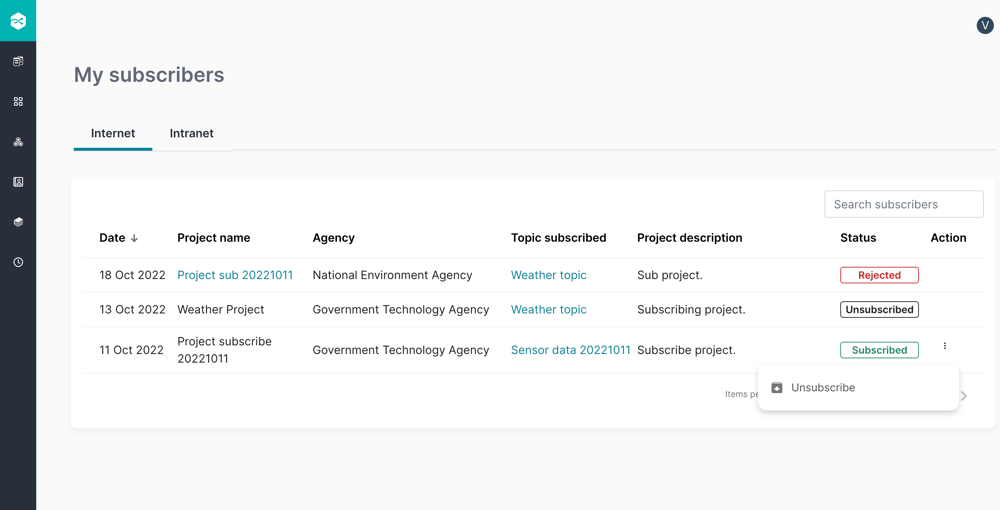 V
My subscribers
Internet Intranet
Search subscribers
Date Project name Agency Topic subscribed Project description Status Action
18 Oct 2022 Project sub 20221011 National Environment Agency Weather topic Sub project. Rejected
13 Oct 2022 Weather Project Government Technology Agency Weather topic Subscribing project. Unsubscribed
11 Oct 2022 Project subscribe 20221011 Government Technology Agency Sensor data 20221011 Subscribe project. Subscribed
Items
Unsubscribe